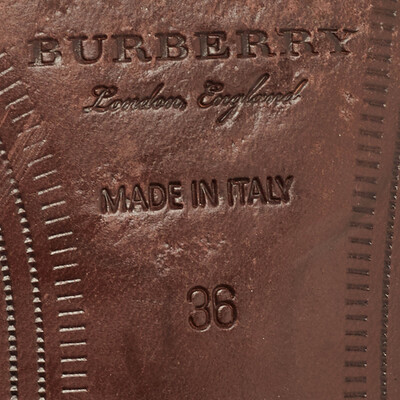 BURBERRY
London, England
MADE IN ITALY
36